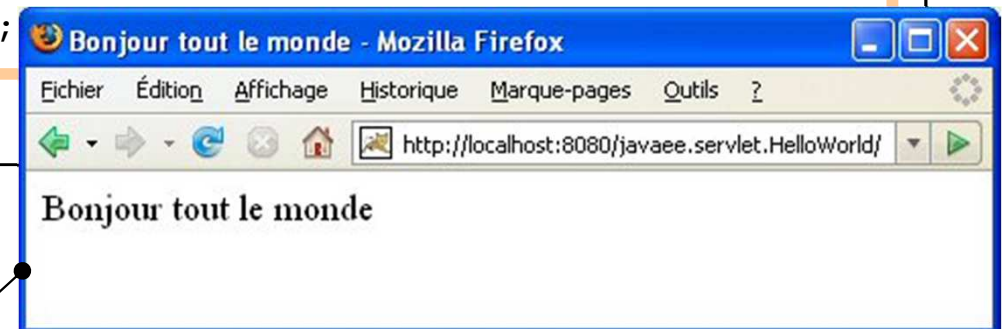 ;
Bonjour tout le monde - Mozilla Firefox
Fichier Édition Affichage Historique Marque-pages Outils ?
http://localhost:8080/javaee.servlet.HelloWorld/
Bonjour tout le monde